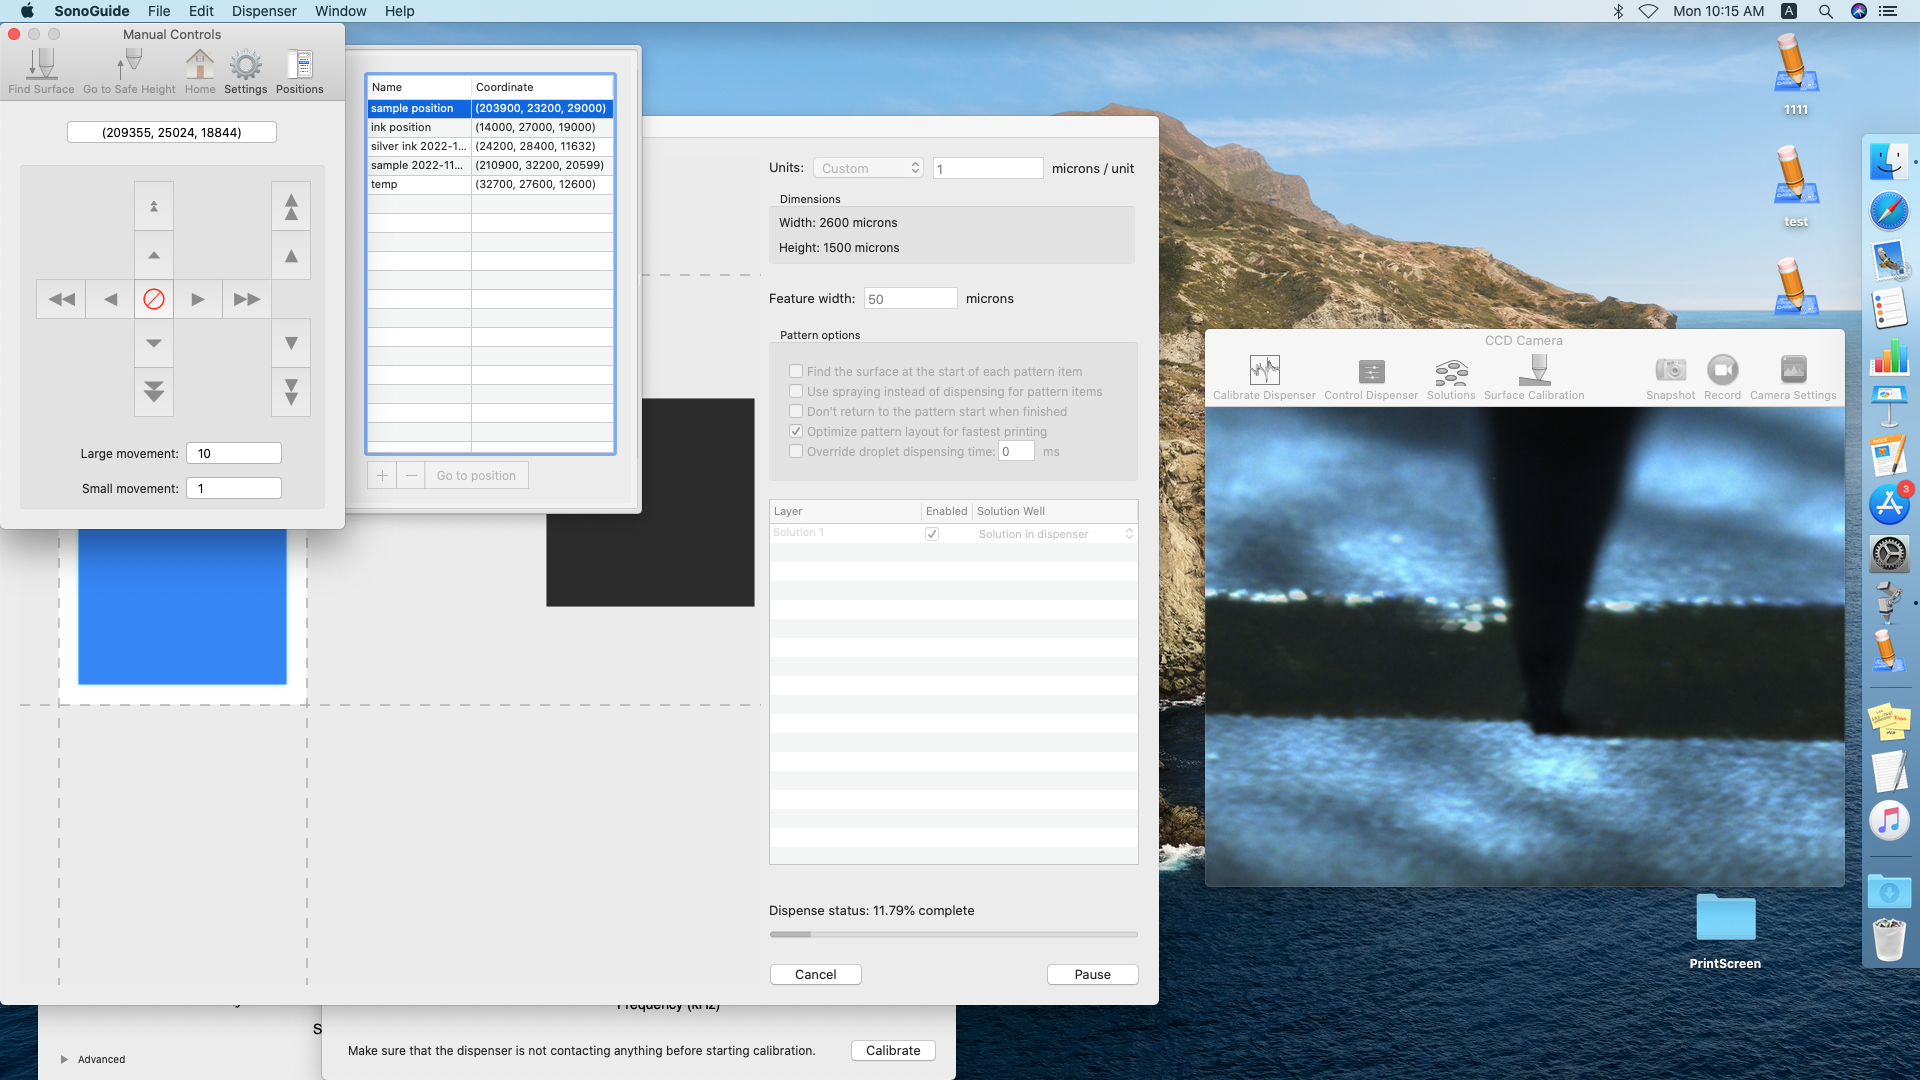 SonoGuide File Edit Dispenser Window Help
Mon 10:15 AM A
Manual Controls
Find Surface Go to Safe Height Home Settings Positions
(209355, 25024, 18844)
Large movement: 10
Small movement: 1
Name Coordinate
sample position (203900, 23200, 29000)
ink position (14000, 27000, 19000)
silver ink 2022-1... (24200, 28400, 11632)
sample 2022-11... (210900, 32200, 20599)
temp (32700, 27600, 12600)
+ − Go to position
Units: Custom 1 microns / unit
Dimensions
Width: 2600 microns
Height: 1500 microns
Feature width: 50 microns
Pattern options
Find the surface at the start of each pattern item
Use spraying instead of dispensing for pattern items
Don't return to the pattern start when finished
Optimize pattern layout for fastest printing
Override droplet dispensing time: 0 ms
Layer Enabled Solution Well
Solution 1 Solution in dispenser
Dispense status: 11.79% complete
Cancel Pause
Frequency (kHz)
S
Make sure that the dispenser is not contacting anything before starting calibration. Calibrate
Advanced
CCD Camera
Calibrate Dispenser Control Dispenser Solutions Surface Calibration Snapshot Record Camera Settings
1111
test
PrintScreen
3